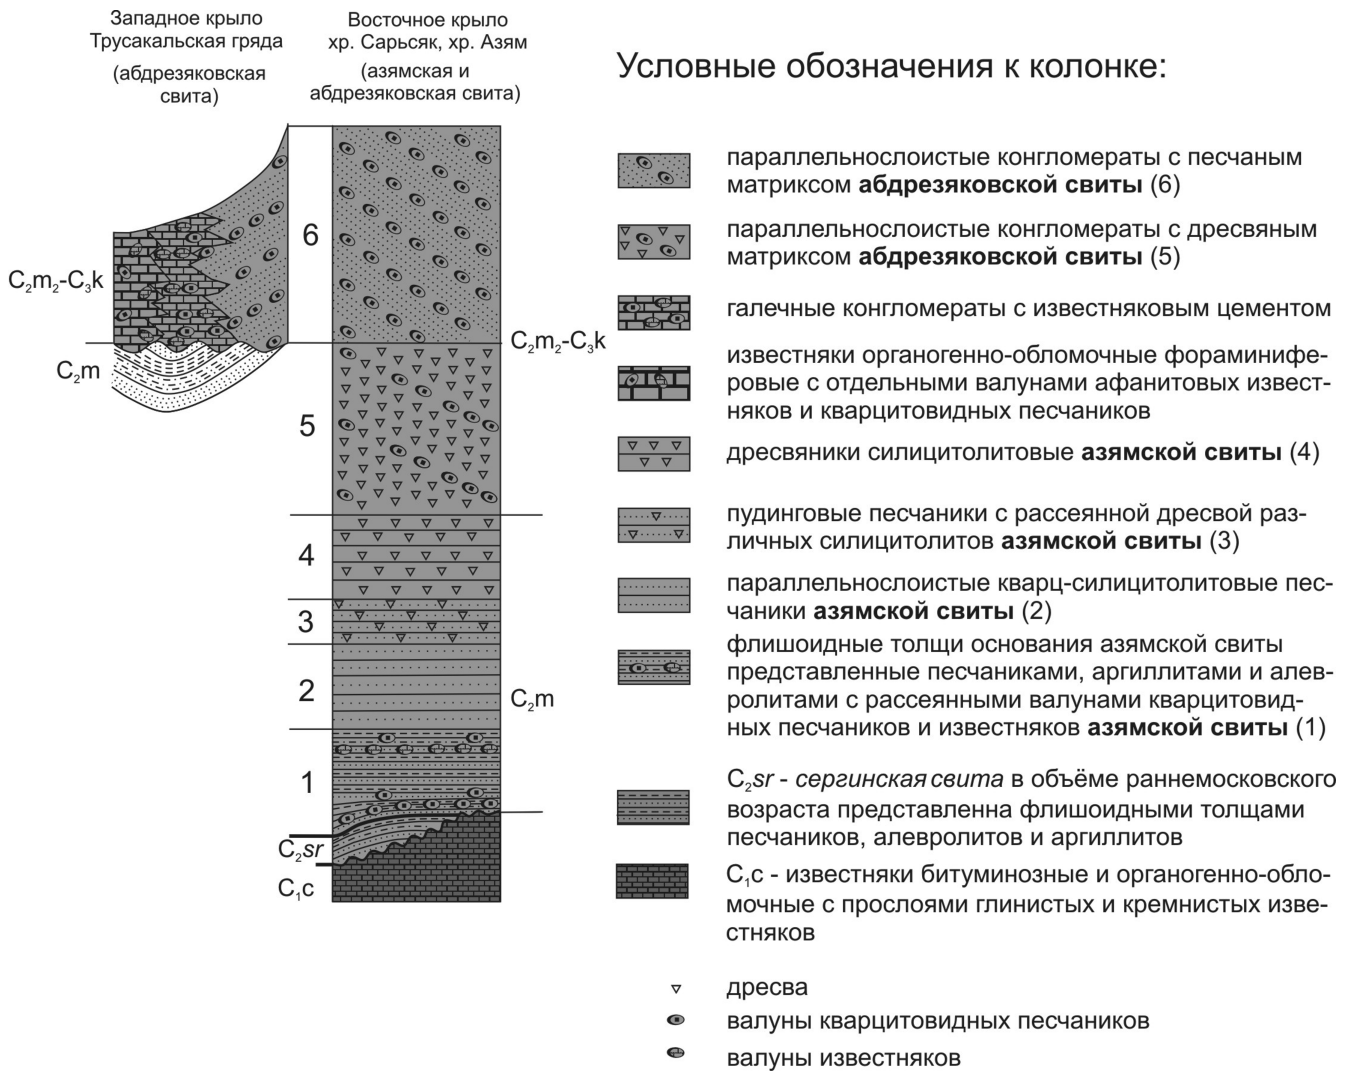 Западное крыло
Трусакальская гряда
(абдрезяковская
свита)
Восточное крыло
хр. Сарьсяк, хр. Азям
(азямская и
абдрезяковская свита)
6
C₂m₂-C₃k
C₂m
C₂m₂-C₃k
5
4
3
2
C₂m
1
C₂sr
C₁c
Условные обозначения к колонке:
параллельнослоистые конгломераты с песчаным
матриксом абдрезяковской свиты (6)
параллельнослоистые конгломераты с дресвяным
матриксом абдрезяковской свиты (5)
галечные конгломераты с известняковым цементом
известняки органогенно-обломочные фораминифе-
ровые с отдельными валунами афанитовых извест-
няков и кварцитовидных песчаников
дресвяники силицитолитовые азямской свиты (4)
пудинговые песчаники с рассеянной дресвой раз-
личных силицитолитов азямской свиты (3)
параллельнослоистые кварц-силицитолитовые пес-
чаники азямской свиты (2)
флишоидные толщи основания азямской свиты
представленные песчаниками, аргиллитами и алев-
ролитами с рассеянными валунами кварцитовид-
ных песчаников и известняков азямской свиты (1)
C₂sr - сергинская свита в объёме раннемосковского
возраста представленна флишоидными толщами
песчаников, алевролитов и аргиллитов
C₁c - известняки битуминозные и органогенно-обло-
мочные с прослоями глинистых и кремнистых изве-
стняков
дресва
валуны кварцитовидных песчаников
валуны известняков